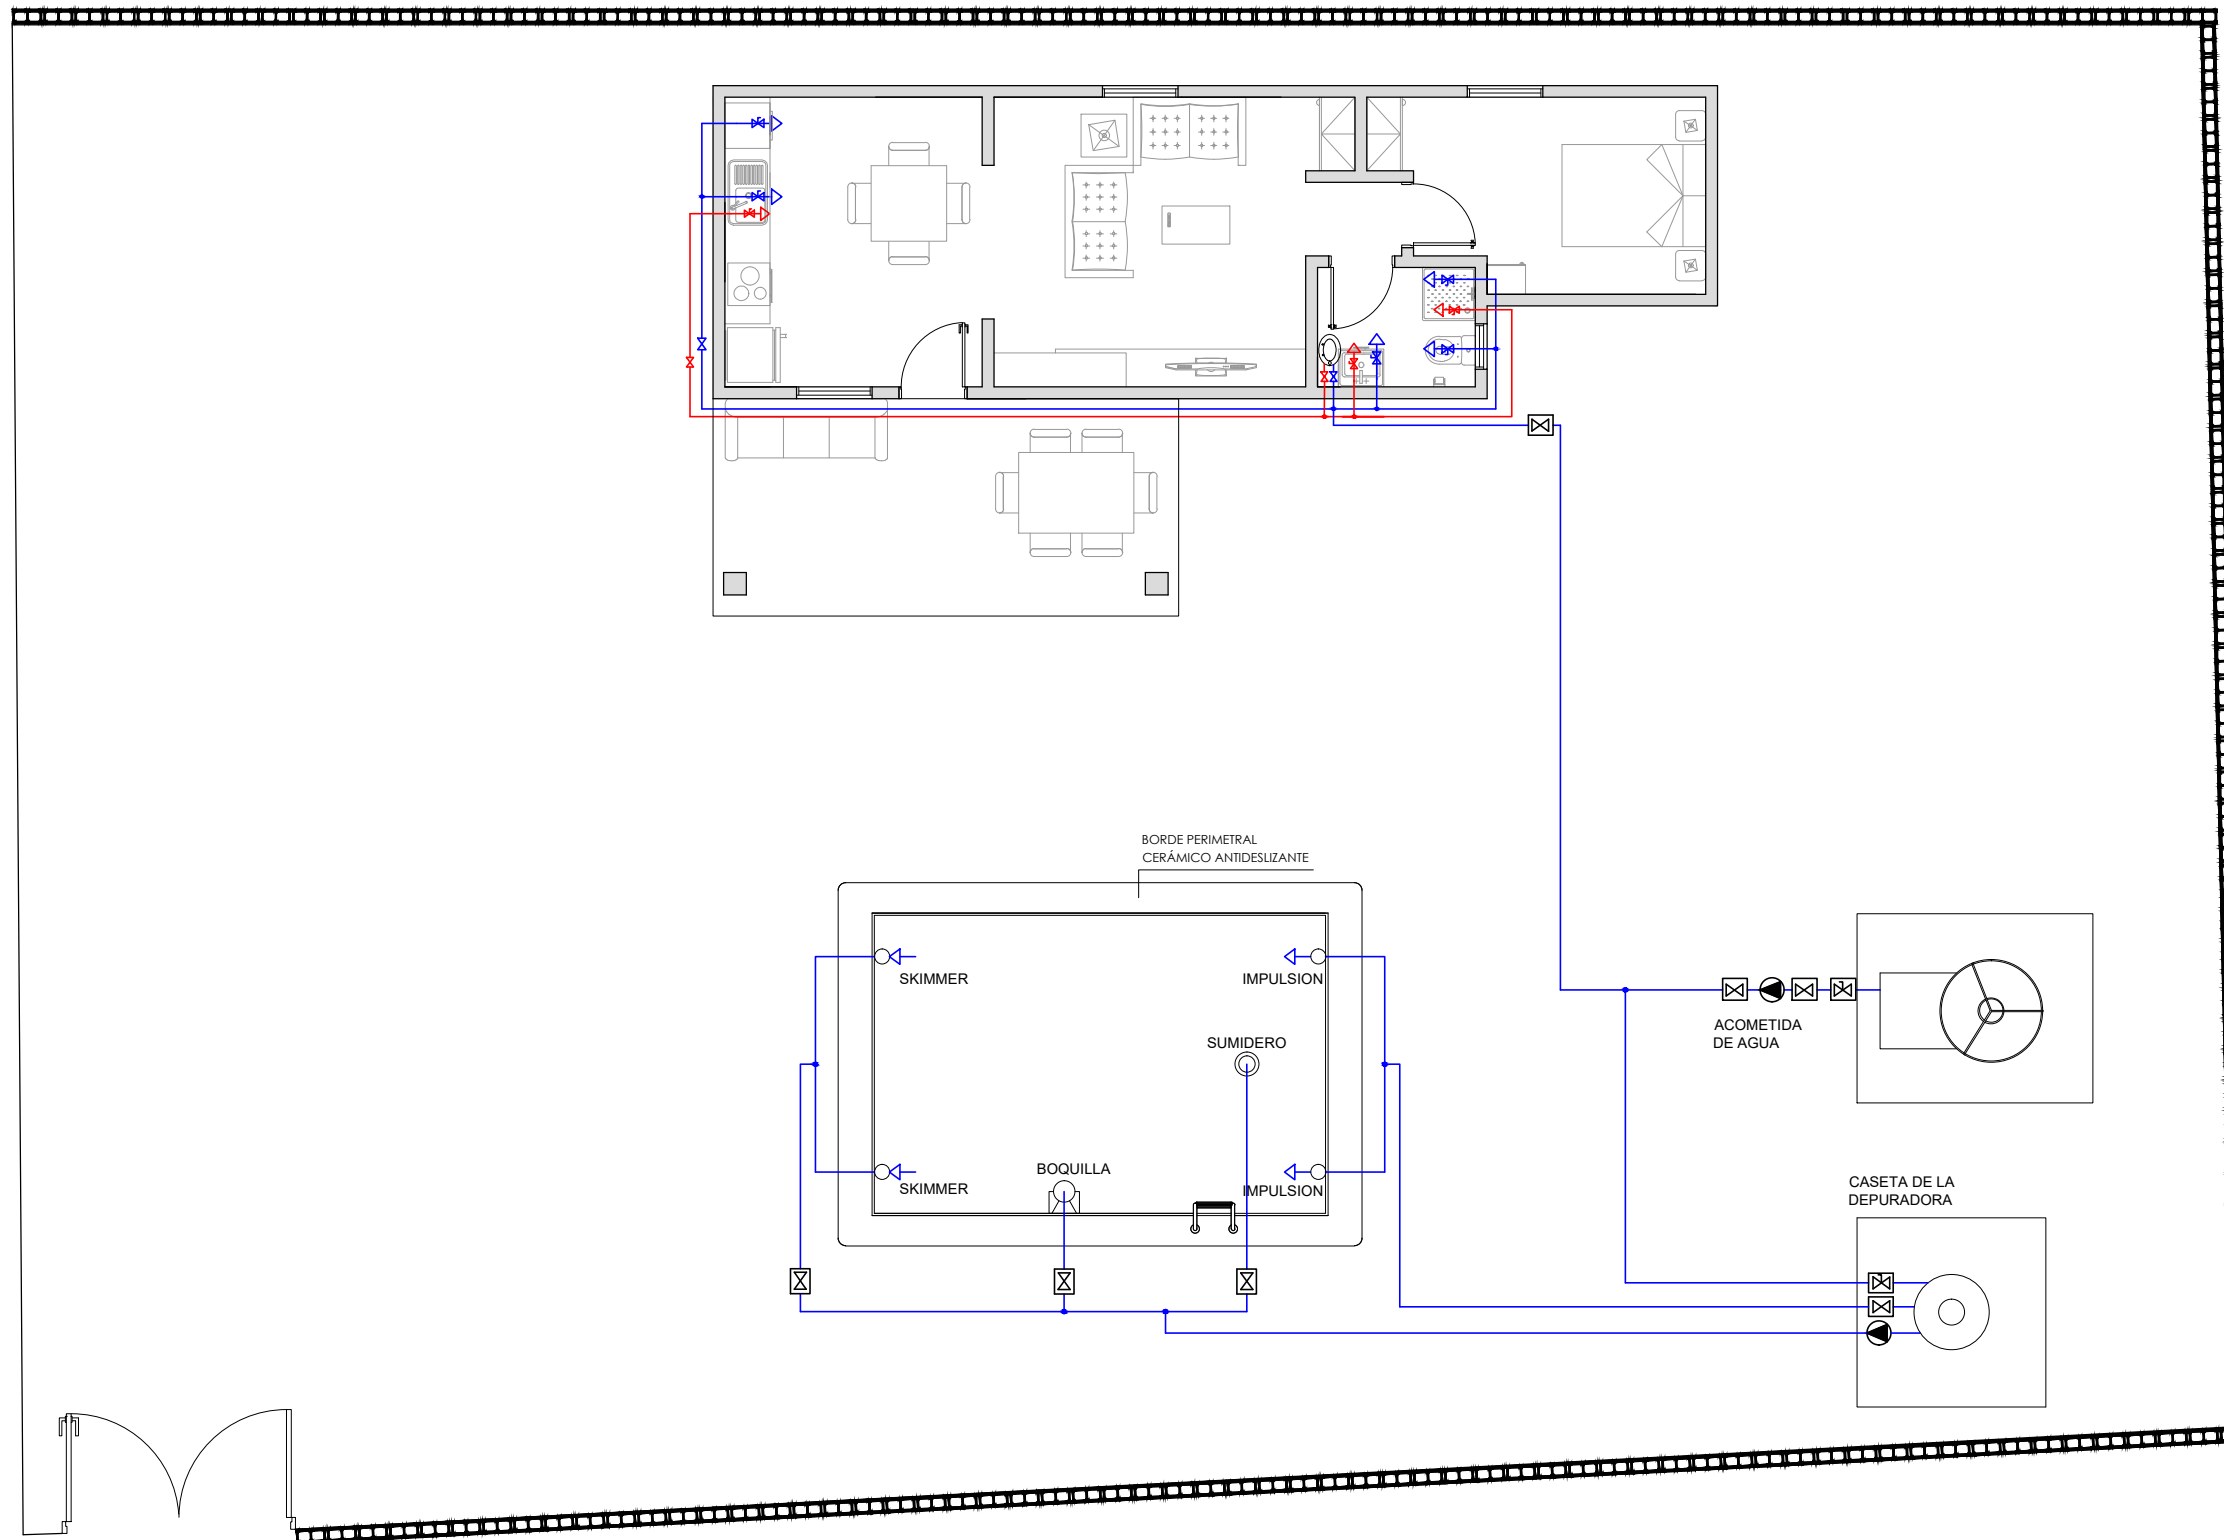 BORDE PERIMETRAL
CERÁMICO ANTIDESLIZANTE
SKIMMER
IMPULSION
ACOMETIDA
DE AGUA
SUMIDERO
BOQUILLA
SKIMMER
IMPULSION
CASETA DE LA
DEPURADORA